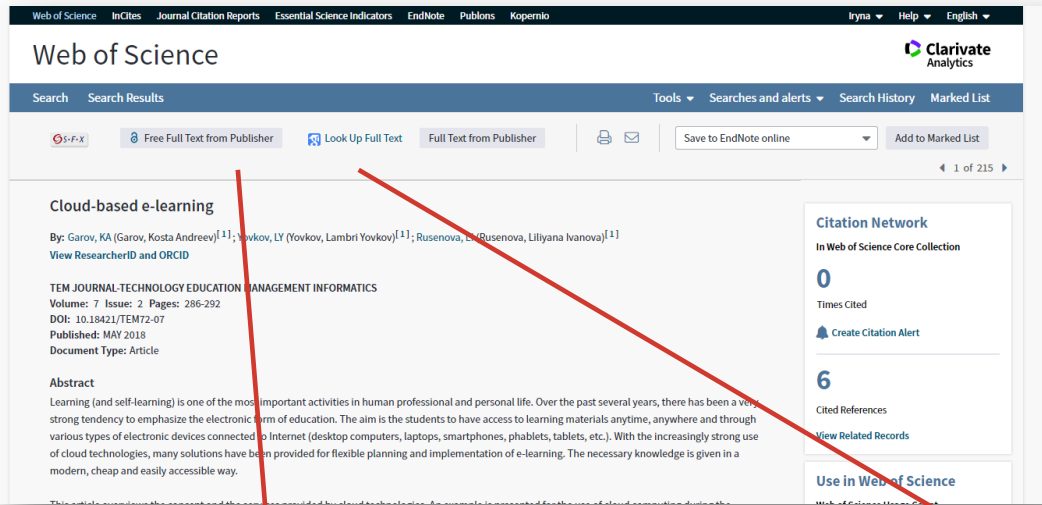 Web of Science InCites Journal Citation Reports Essential Science Indicators EndNote Publons Kopernio Iryna Help English
Web of Science
Clarivate
Analytics
Search Search Results Tools Searches and alerts Search History Marked List
S·F·X Free Full Text from Publisher Look Up Full Text Full Text from Publisher Save to EndNote online Add to Marked List
1 of 215
Cloud-based e-learning
By: Garov, KA (Garov, Kosta Andreev)[1]; Yovkov, LY (Yovkov, Lambri Yovkov)[1]; Rusenova, LI (Rusenova, Liliyana Ivanova)[1]
View ResearcherID and ORCID
TEM JOURNAL-TECHNOLOGY EDUCATION MANAGEMENT INFORMATICS
Volume: 7 Issue: 2 Pages: 286-292
DOI: 10.18421/TEM72-07
Published: MAY 2018
Document Type: Article
Abstract
Learning (and self-learning) is one of the most important activities in human professional and personal life. Over the past several years, there has been a very
strong tendency to emphasize the electronic form of education. The aim is the students to have access to learning materials anytime, anywhere and through
various types of electronic devices connected to Internet (desktop computers, laptops, smartphones, phablets, tablets, etc.). With the increasingly strong use
of cloud technologies, many solutions have been provided for flexible planning and implementation of e-learning. The necessary knowledge is given in a
modern, cheap and easily accessible way.
Citation Network
In Web of Science Core Collection
0
Times Cited
Create Citation Alert
6
Cited References
View Related Records
Use in Web of Science